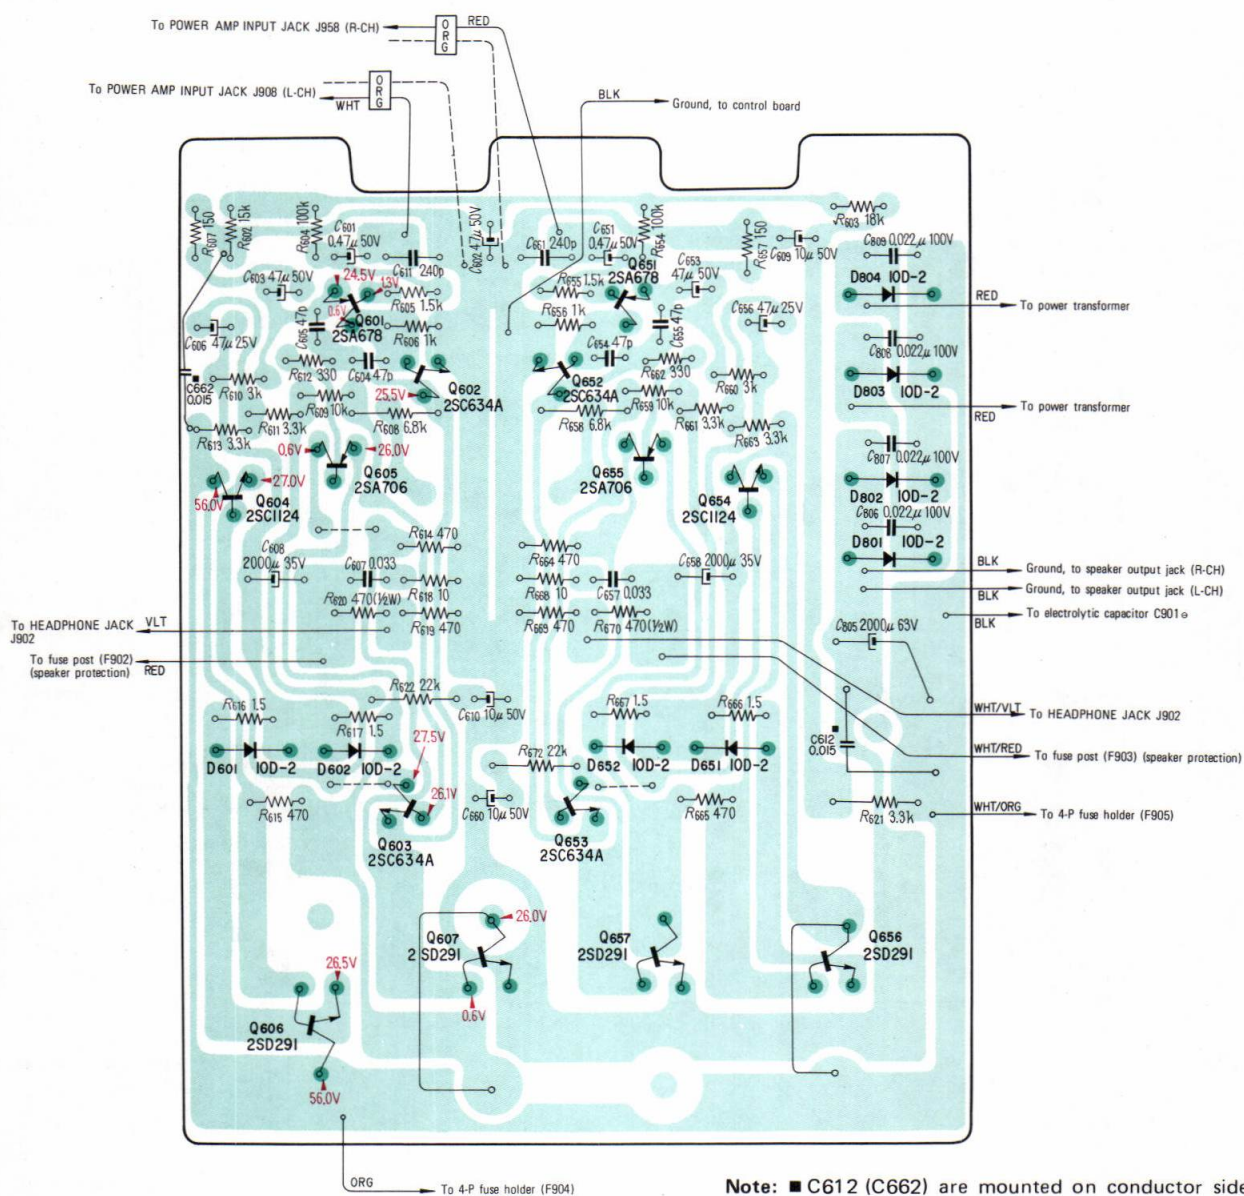 To POWER AMP INPUT JACK J958 (R-CH)
ORG
RED
To POWER AMP INPUT JACK J908 (L-CH)
ORG
WHT
BLK
Ground, to control board
R607 150
R602 15k
R604 100k
C601
0.47μ 50V
C611
240p
C602 47μ 50V
C651 240p
C651
0.47μ 50V
R654 100k
R657 150
C609 10μ 50V
R603 18k
C809 0.022μ 100V
C603 47μ 50V
24.5V
1.3V
0.6V
R605 1.5k
R655 1.5k
Q651
2SA678
C653
47μ 50V
D804 10D-2
RED
To power transformer
C606 47μ 25V
C605 47p
Q601
2SA678
R606 1k
R656 1k
C655 47p
C656 47μ 25V
C808 0.022μ 100V
R612 330
C604 47p
C654 47p
R662 330
C662
0.015
R610 3k
Q602
2SC634A
25.5V
Q652
2SC634A
R660 3k
D803 10D-2
RED
To power transformer
R609 10k
R659 10k
R611 3.3k
R608 6.8k
R658 6.8k
R661 3.3k
R613 3.3k
R663 3.3k
C807 0.022μ 100V
0.6V
26.0V
Q605
2SA706
Q655
2SA706
27.0V
56.0V
Q604
2SC1124
Q654
2SC1124
D802 10D-2
C806 0.022μ 100V
R614 470
R664 470
D801 10D-2
C608
2000μ 35V
C607 0.033
R618 10
R668 10
C657 0.033
C658 2000μ 35V
BLK
Ground, to speaker output jack (R-CH)
Ground, to speaker output jack (L-CH)
BLK
R620 470(½W)
R619 470
R669 470
R670 470(½W)
To HEADPHONE JACK
J902
VLT
To electrolytic capacitor C901⊖
BLK
C805 2000μ 63V
To fuse post (F902)
(speaker protection)
RED
R622 22k
C610 10μ 50V
R616 1.5
R617 1.5
R667 1.5
R666 1.5
WHT/VLT
To HEADPHONE JACK J902
27.5V
R672 22k
■
C612
0.015
WHT/RED
To fuse post (F903) (speaker protection)
D601 10D-2
D602 10D-2
D652 10D-2
D651 10D-2
R615 470
26.1V
C660 10μ 50V
R665 470
R621 3.3k
WHT/ORG
To 4-P fuse holder (F905)
Q603
2SC634A
Q653
2SC634A
26.0V
Q607
2 SD291
Q657
2SD291
Q656
2SD291
26.5V
0.6V
Q606
2SD291
56.0V
ORG
To 4-P fuse holder (F904)
Note: ■ C612 (C662) are mounted on conductor side